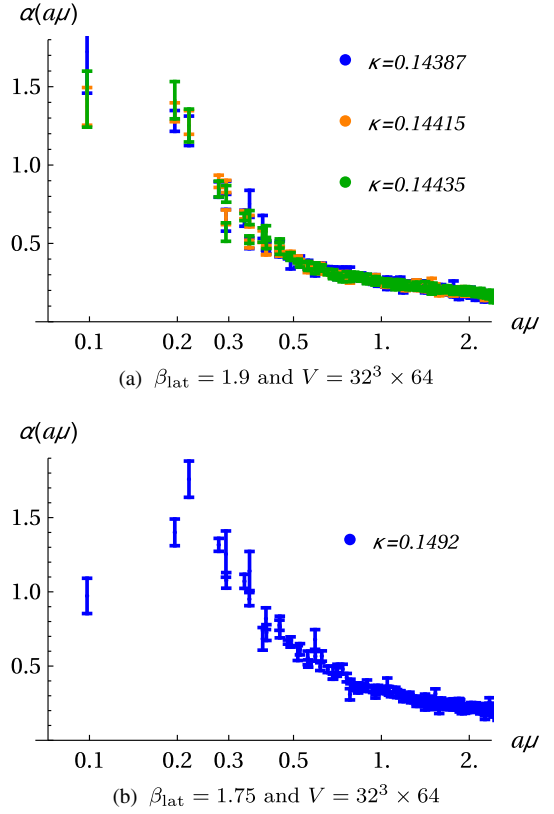 α(aμ)
κ=0.14387
κ=0.14415
κ=0.14435
1.5
1.0
0.5
0.1 0.2 0.3 0.5 1. 2.
aμ
(a) β_lat = 1.9 and V = 32³ × 64
α(aμ)
κ=0.1492
1.5
1.0
0.5
0.1 0.2 0.3 0.5 1. 2.
aμ
(b) β_lat = 1.75 and V = 32³ × 64